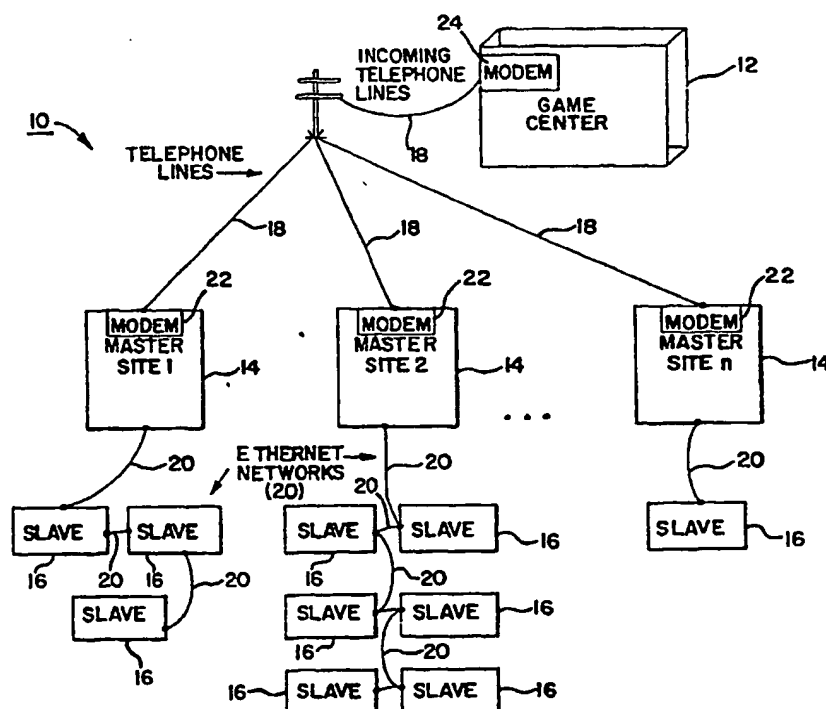 24
INCOMING
TELEPHONE
LINES
MODEM
GAME
CENTER
12
18
10
TELEPHONE
LINES
18
18
18
22
MODEM
MASTER
SITE 1
14
22
MODEM
MASTER
SITE 2
14
...
22
MODEM
MASTER
SITE n
14
20
ETHERNET
NETWORKS
(20)
20
20
20
SLAVE
16
20
SLAVE
16
20
SLAVE
16
SLAVE
16
SLAVE
16
20
SLAVE
16
SLAVE
16
20
SLAVE
16
SLAVE
16
SLAVE
16